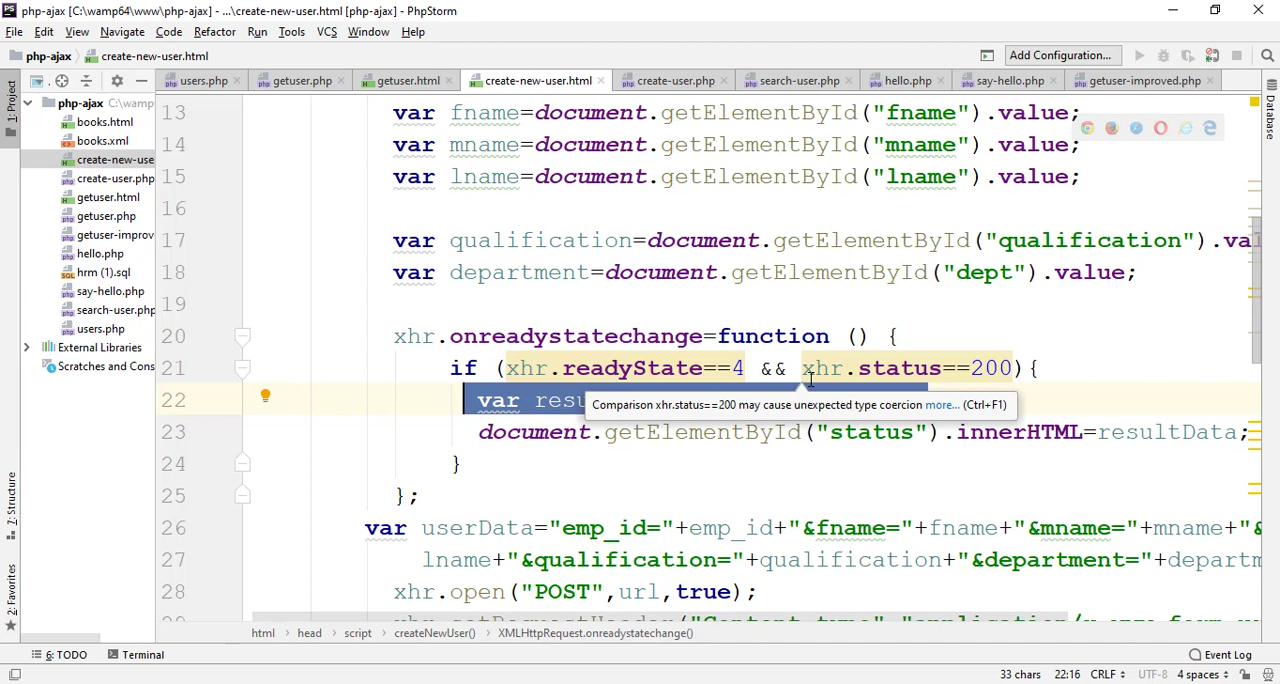 php-ajax [C:\wamp64\www\php-ajax] - ...\create-new-user.html [php-ajax] - PhpStorm
File Edit View Navigate Code Refactor Run Tools VCS Window Help
php-ajax create-new-user.html Add Configuration...
1: Project
users.php getuser.php getuser.html create-new-user.html create-user.php search-user.php hello.php say-hello.php getuser-improved.php
php-ajax C:\wamp
books.html
books.xml
create-new-use
create-user.php
getuser.html
getuser.php
getuser-improv
hello.php
hrm (1).sql
say-hello.php
search-user.php
users.php
External Libraries
Scratches and Cons
13 var fname=document.getElementById("fname").value;
14 var mname=document.getElementById("mname").value;
15 var lname=document.getElementById("lname").value;
16
17 var qualification=document.getElementById("qualification").va
18 var department=document.getElementById("dept").value;
19
20 xhr.onreadystatechange=function () {
21 if (xhr.readyState==4 && xhr.status==200){
22 var resu
Comparison xhr.status==200 may cause unexpected type coercion more... (Ctrl+F1)
23 document.getElementById("status").innerHTML=resultData;
24 }
25 };
26 var userData="emp_id="+emp_id+"&fname="+fname+"&mname="+mname+"&
27 lname+"&qualification="+qualification+"&department="+departm
28 xhr.open("POST",url,true);
Database
7: Structure
2: Favorites
html › head › script › createNewUser() › XMLHttpRequest.onreadystatechange()
6: TODO Terminal Event Log
33 chars 22:16 CRLF UTF-8 4 spaces